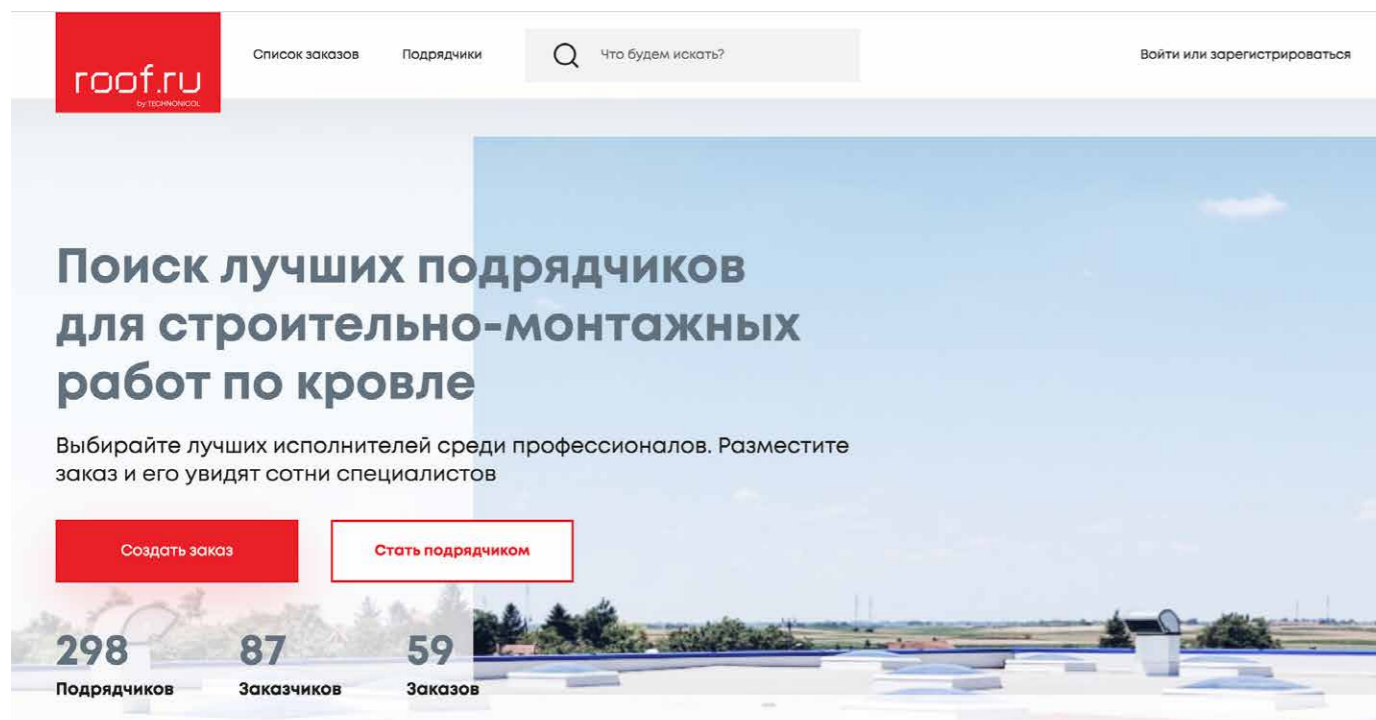 roof.ru
by TECHNONICOL
Список заказов
Подрядчики
Что будем искать?
Войти или зарегистрироваться
Поиск лучших подрядчиков
для строительно-монтажных
работ по кровле
Выбирайте лучших исполнителей среди профессионалов. Разместите
заказ и его увидят сотни специалистов
Создать заказ
Стать подрядчиком
298
Подрядчиков
87
Заказчиков
59
Заказов